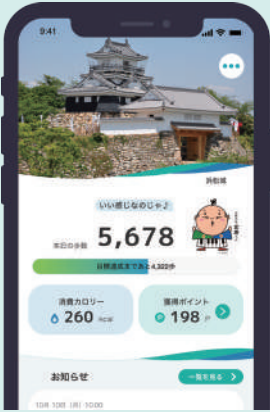 9:41
浜松城
いい感じなのじゃ♪
本日の歩数 5,678
目標達成まであと4,322歩
消費カロリー
260 kcal
獲得ポイント
198 P
お知らせ
一覧を見る
10月 10日 (月) 10:00